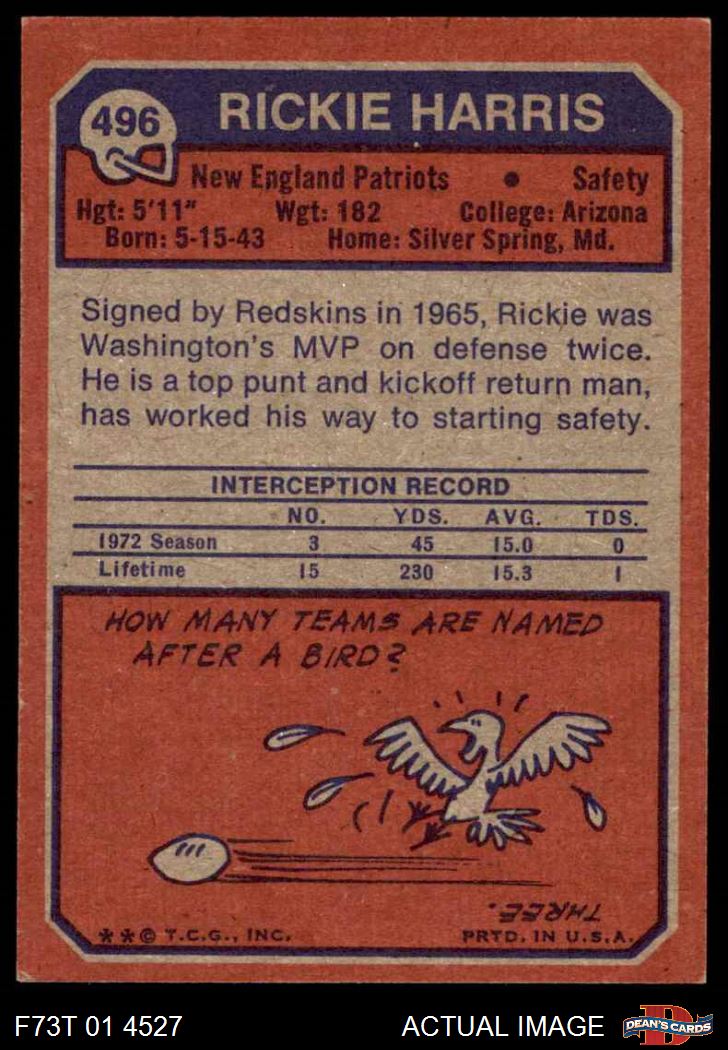 496
RICKIE HARRIS
New England Patriots • Safety
Hgt: 5'11" Wgt: 182 College: Arizona
Born: 5-15-43 Home: Silver Spring, Md.
Signed by Redskins in 1965, Rickie was
Washington's MVP on defense twice.
He is a top punt and kickoff return man,
has worked his way to starting safety.
INTERCEPTION RECORD
NO. YDS. AVG. TDS.
1972 Season 3 45 15.0 0
Lifetime 15 230 15.3 1
HOW MANY TEAMS ARE NAMED
AFTER A BIRD?
THREE.
**© T.C.G., INC. PRTD. IN U.S.A.
F73T 01 4527 ACTUAL IMAGE
D
DEAN'S CARDS